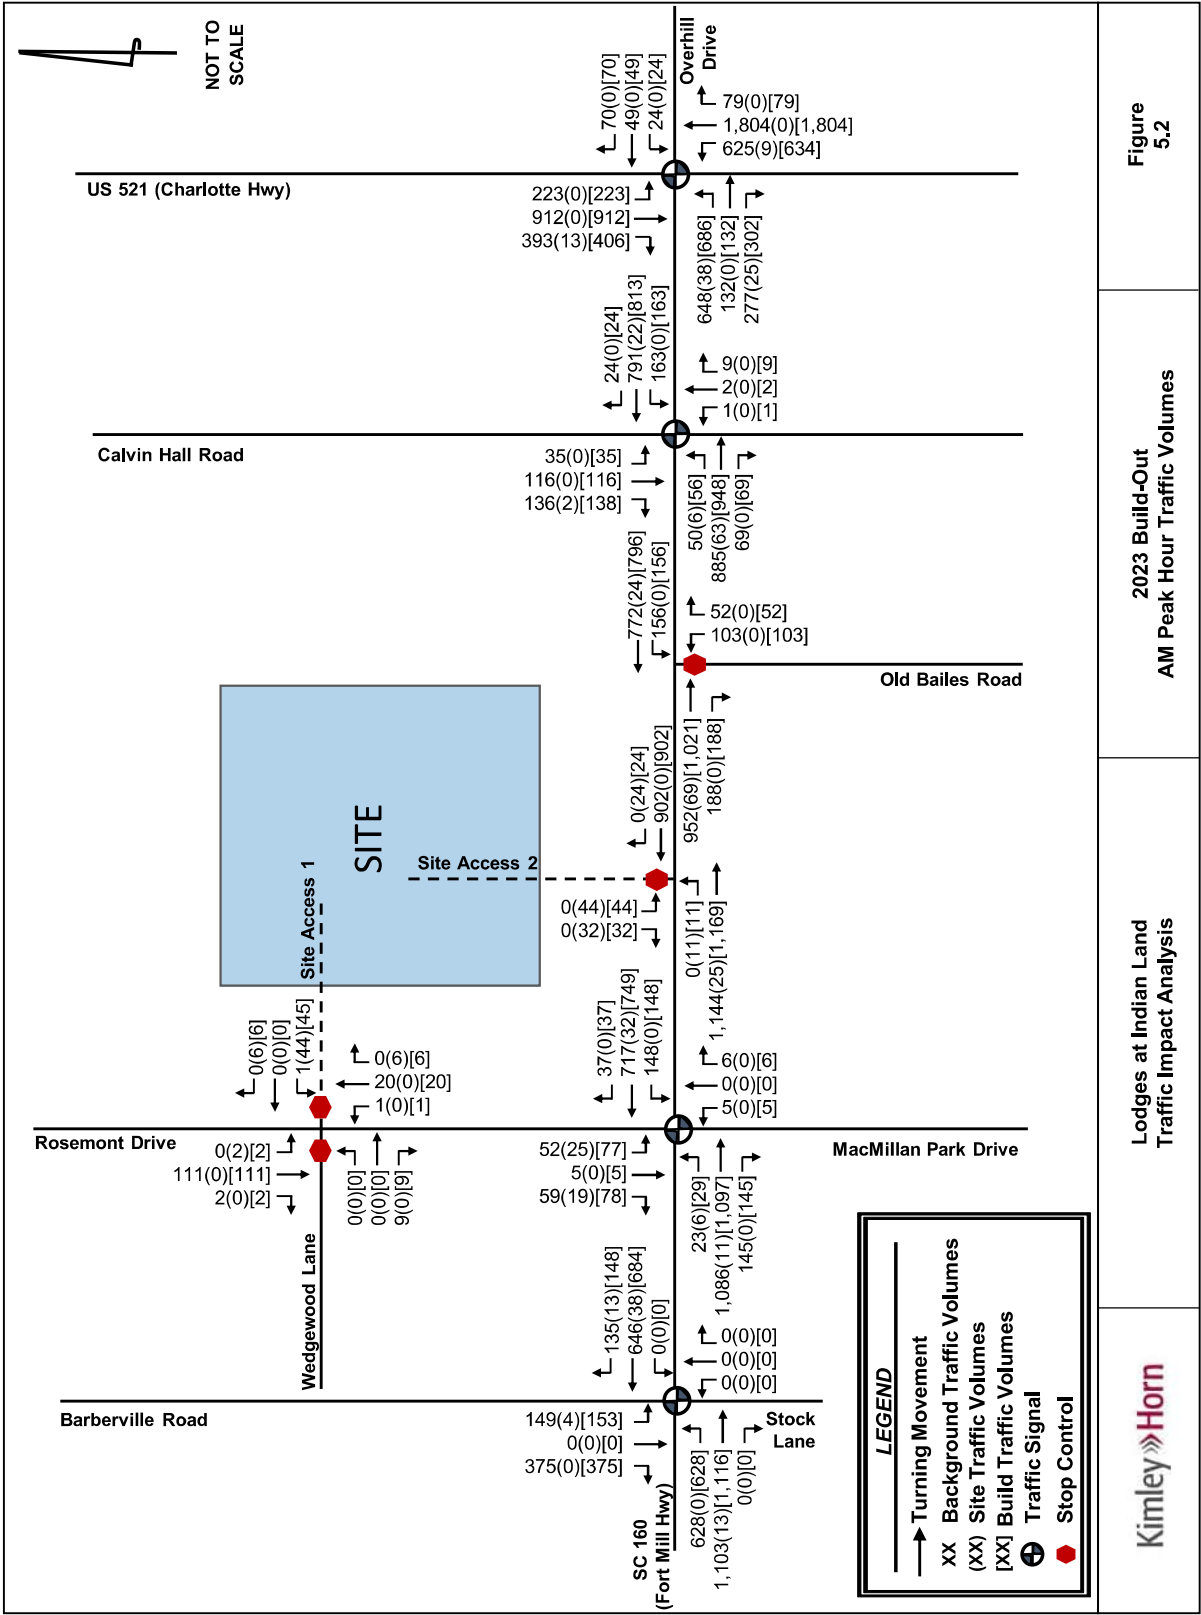 NOT TO
SCALE
Overhill
Drive
70(0)[70]
49(0)[49]
24(0)[24]
79(0)[79]
1,804(0)[1,804]
625(9)[634]
US 521 (Charlotte Hwy)
223(0)[223]
912(0)[912]
393(13)[406]
648(38)[686]
132(0)[132]
277(25)[302]
24(0)[24]
791(22)[813]
163(0)[163]
9(0)[9]
2(0)[2]
1(0)[1]
Calvin Hall Road
35(0)[35]
116(0)[116]
136(2)[138]
50(6)[56]
885(63)[948]
69(0)[69]
772(24)[796]
156(0)[156]
52(0)[52]
103(0)[103]
Old Bailes Road
952(69)[1,021]
188(0)[188]
0(24)[24]
902(0)[902]
SITE
Site Access 1
Site Access 2
0(44)[44]
0(32)[32]
0(11)[11]
1,144(25)[1,169]
0(6)[6]
0(0)[0]
1(44)[45]
0(6)[6]
20(0)[20]
1(0)[1]
37(0)[37]
717(32)[749]
148(0)[148]
6(0)[6]
0(0)[0]
5(0)[5]
Rosemont Drive
MacMillan Park Drive
0(2)[2]
111(0)[111]
2(0)[2]
0(0)[0]
0(0)[0]
9(0)[9]
52(25)[77]
5(0)[5]
59(19)[78]
23(6)[29]
1,086(11)[1,097]
145(0)[145]
Wedgewood Lane
135(13)[148]
646(38)[684]
0(0)[0]
0(0)[0]
0(0)[0]
0(0)[0]
Barberville Road
Stock
Lane
149(4)[153]
0(0)[0]
375(0)[375]
628(0)[628]
1,103(13)[1,116]
0(0)[0]
SC 160
(Fort Mill Hwy)
LEGEND
Turning Movement
XX Background Traffic Volumes
(XX) Site Traffic Volumes
[XX] Build Traffic Volumes
Traffic Signal
Stop Control
Kimley»Horn
Lodges at Indian Land
Traffic Impact Analysis
2023 Build-Out
AM Peak Hour Traffic Volumes
Figure
5.2